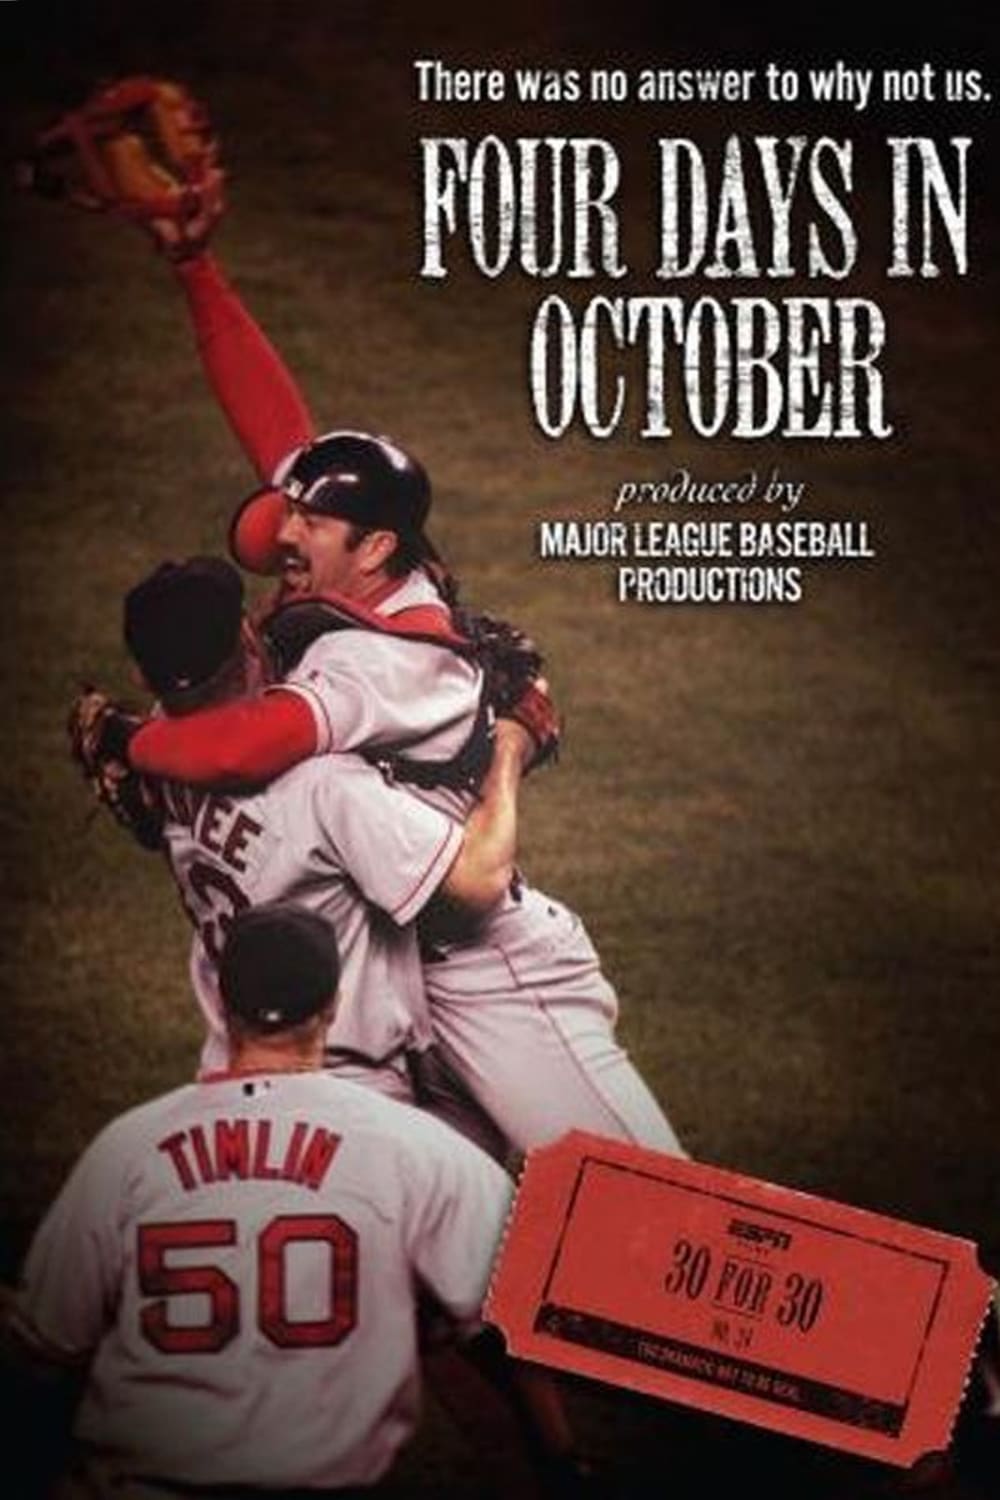 There was no answer to why not us.
FOUR DAYS IN
OCTOBER
produced by
MAJOR LEAGUE BASEBALL
PRODUCTIONS
TIMLIN
50
ESPN
30 FOR 30